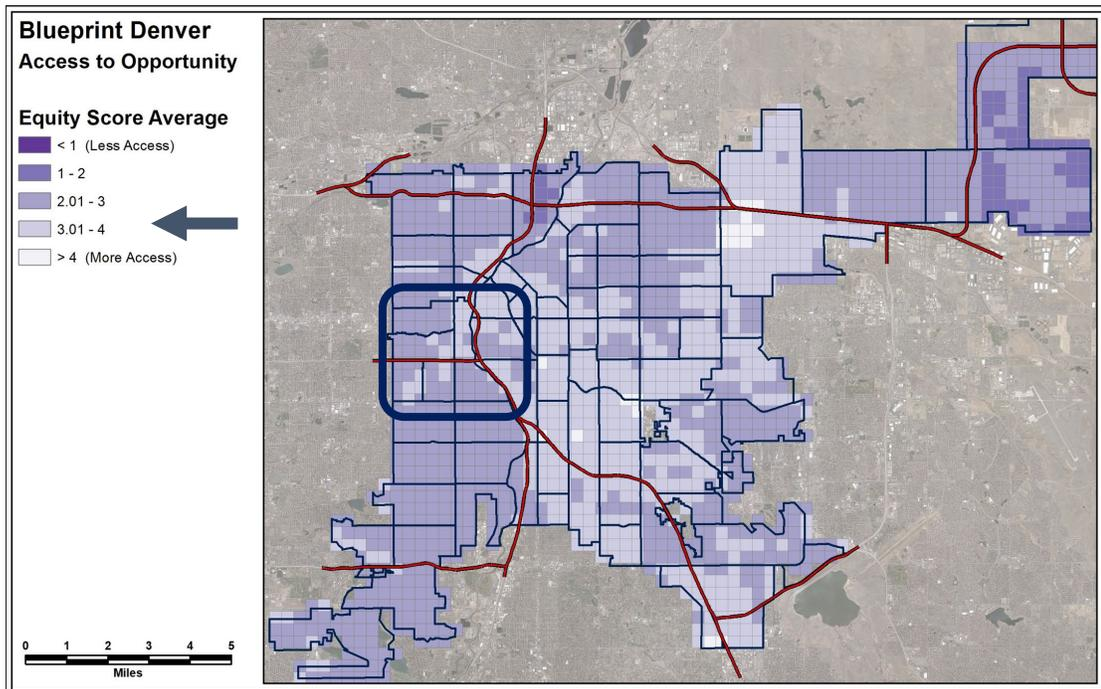 Blueprint Denver
Access to Opportunity
Equity Score Average
< 1 (Less Access)
1 - 2
2.01 - 3
3.01 - 4
> 4 (More Access)
0 1 2 3 4 5
Miles